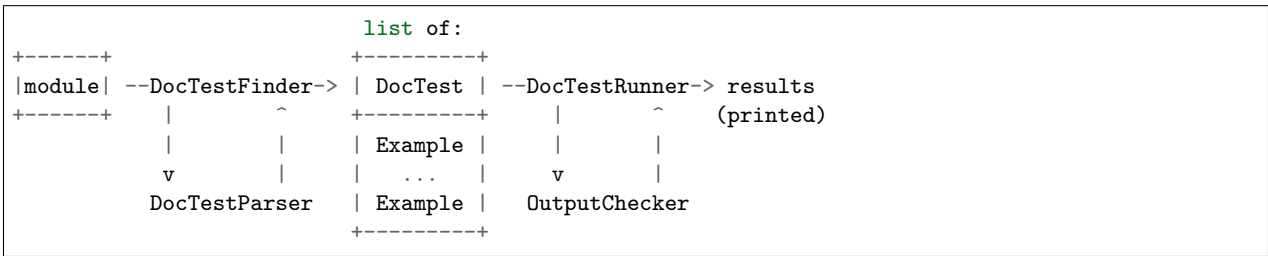 list of:
+------+                   +---------+
|module| --DocTestFinder-> | DocTest | --DocTestRunner-> results
+------+    |        ^     +---------+     |       ^    (printed)
            |        |     | Example |     |       |
            v        |     |   ...   |     v       |
           DocTestParser   | Example |   OutputChecker
                           +---------+